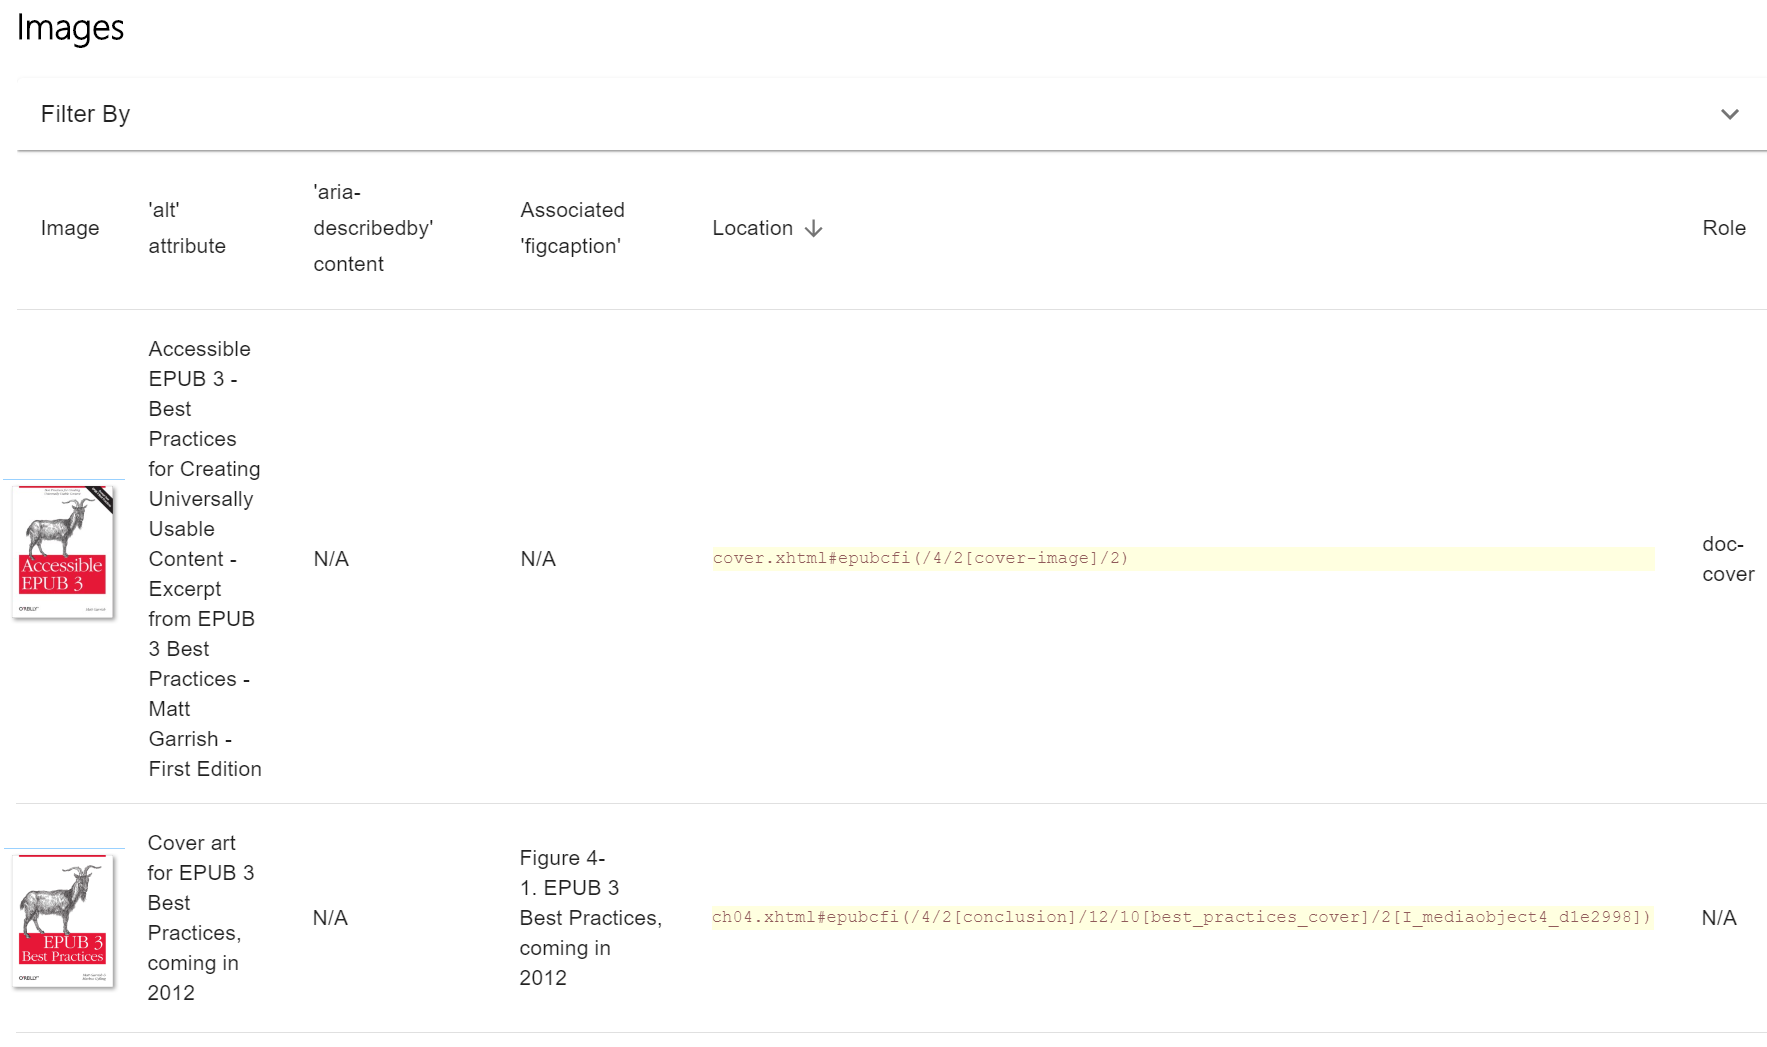 Images
Filter By
Image
'alt'
attribute
'aria-
describedby'
content
Associated
'figcaption'
Location
Role
Accessible
EPUB 3
O'REILLY
Accessible
EPUB 3 -
Best
Practices
for Creating
Universally
Usable
Content -
Excerpt
from EPUB
3 Best
Practices -
Matt
Garrish -
First Edition
N/A
N/A
cover.xhtml#epubcfi(/4/2[cover-image]/2)
doc-
cover
EPUB 3
Best Practices
O'REILLY
Cover art
for EPUB 3
Best
Practices,
coming in
2012
N/A
Figure 4-
1. EPUB 3
Best Practices,
coming in
2012
ch04.xhtml#epubcfi(/4/2[conclusion]/12/10[best_practices_cover]/2[I_mediaobject4_d1e2998])
N/A